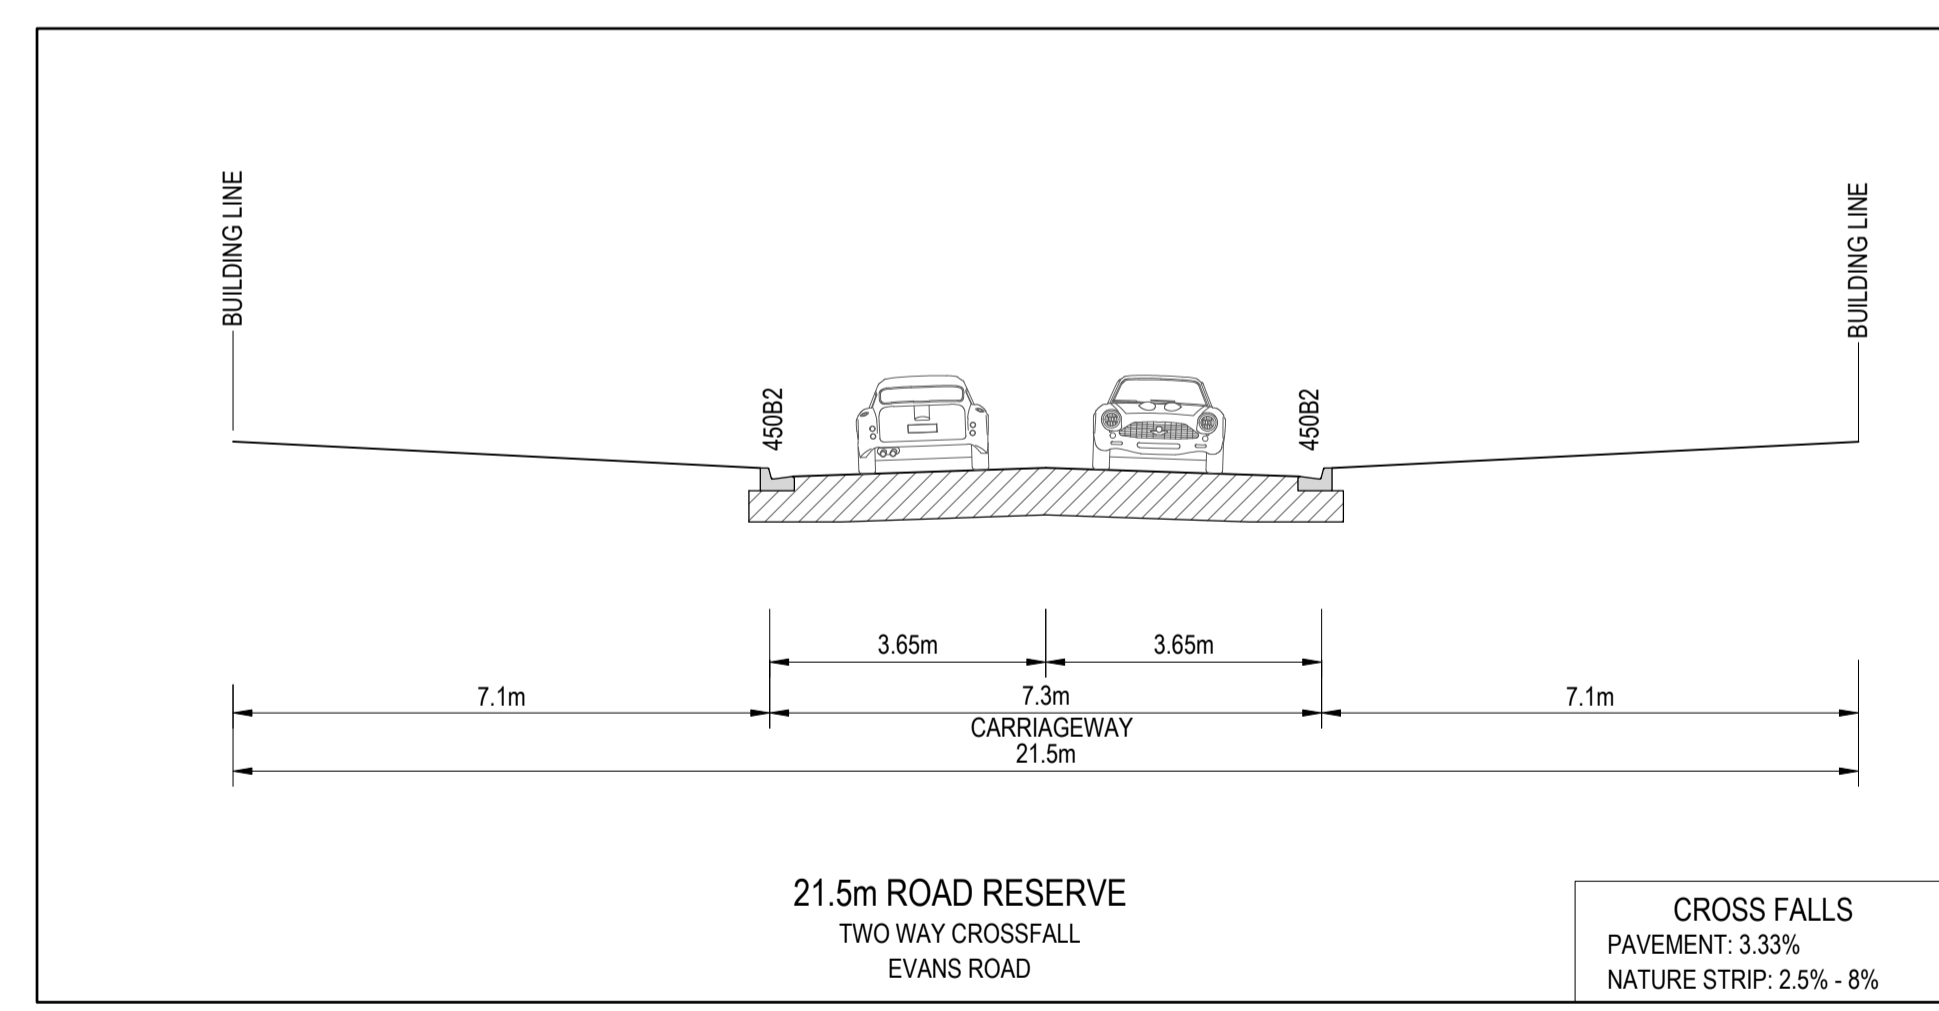 BUILDING LINE
BUILDING LINE
450B2
450B2
3.65m
3.65m
7.1m
7.3m
7.1m
CARRIAGEWAY
21.5m
21.5m ROAD RESERVE
TWO WAY CROSSFALL
EVANS ROAD
CROSS FALLS
PAVEMENT: 3.33%
NATURE STRIP: 2.5% - 8%